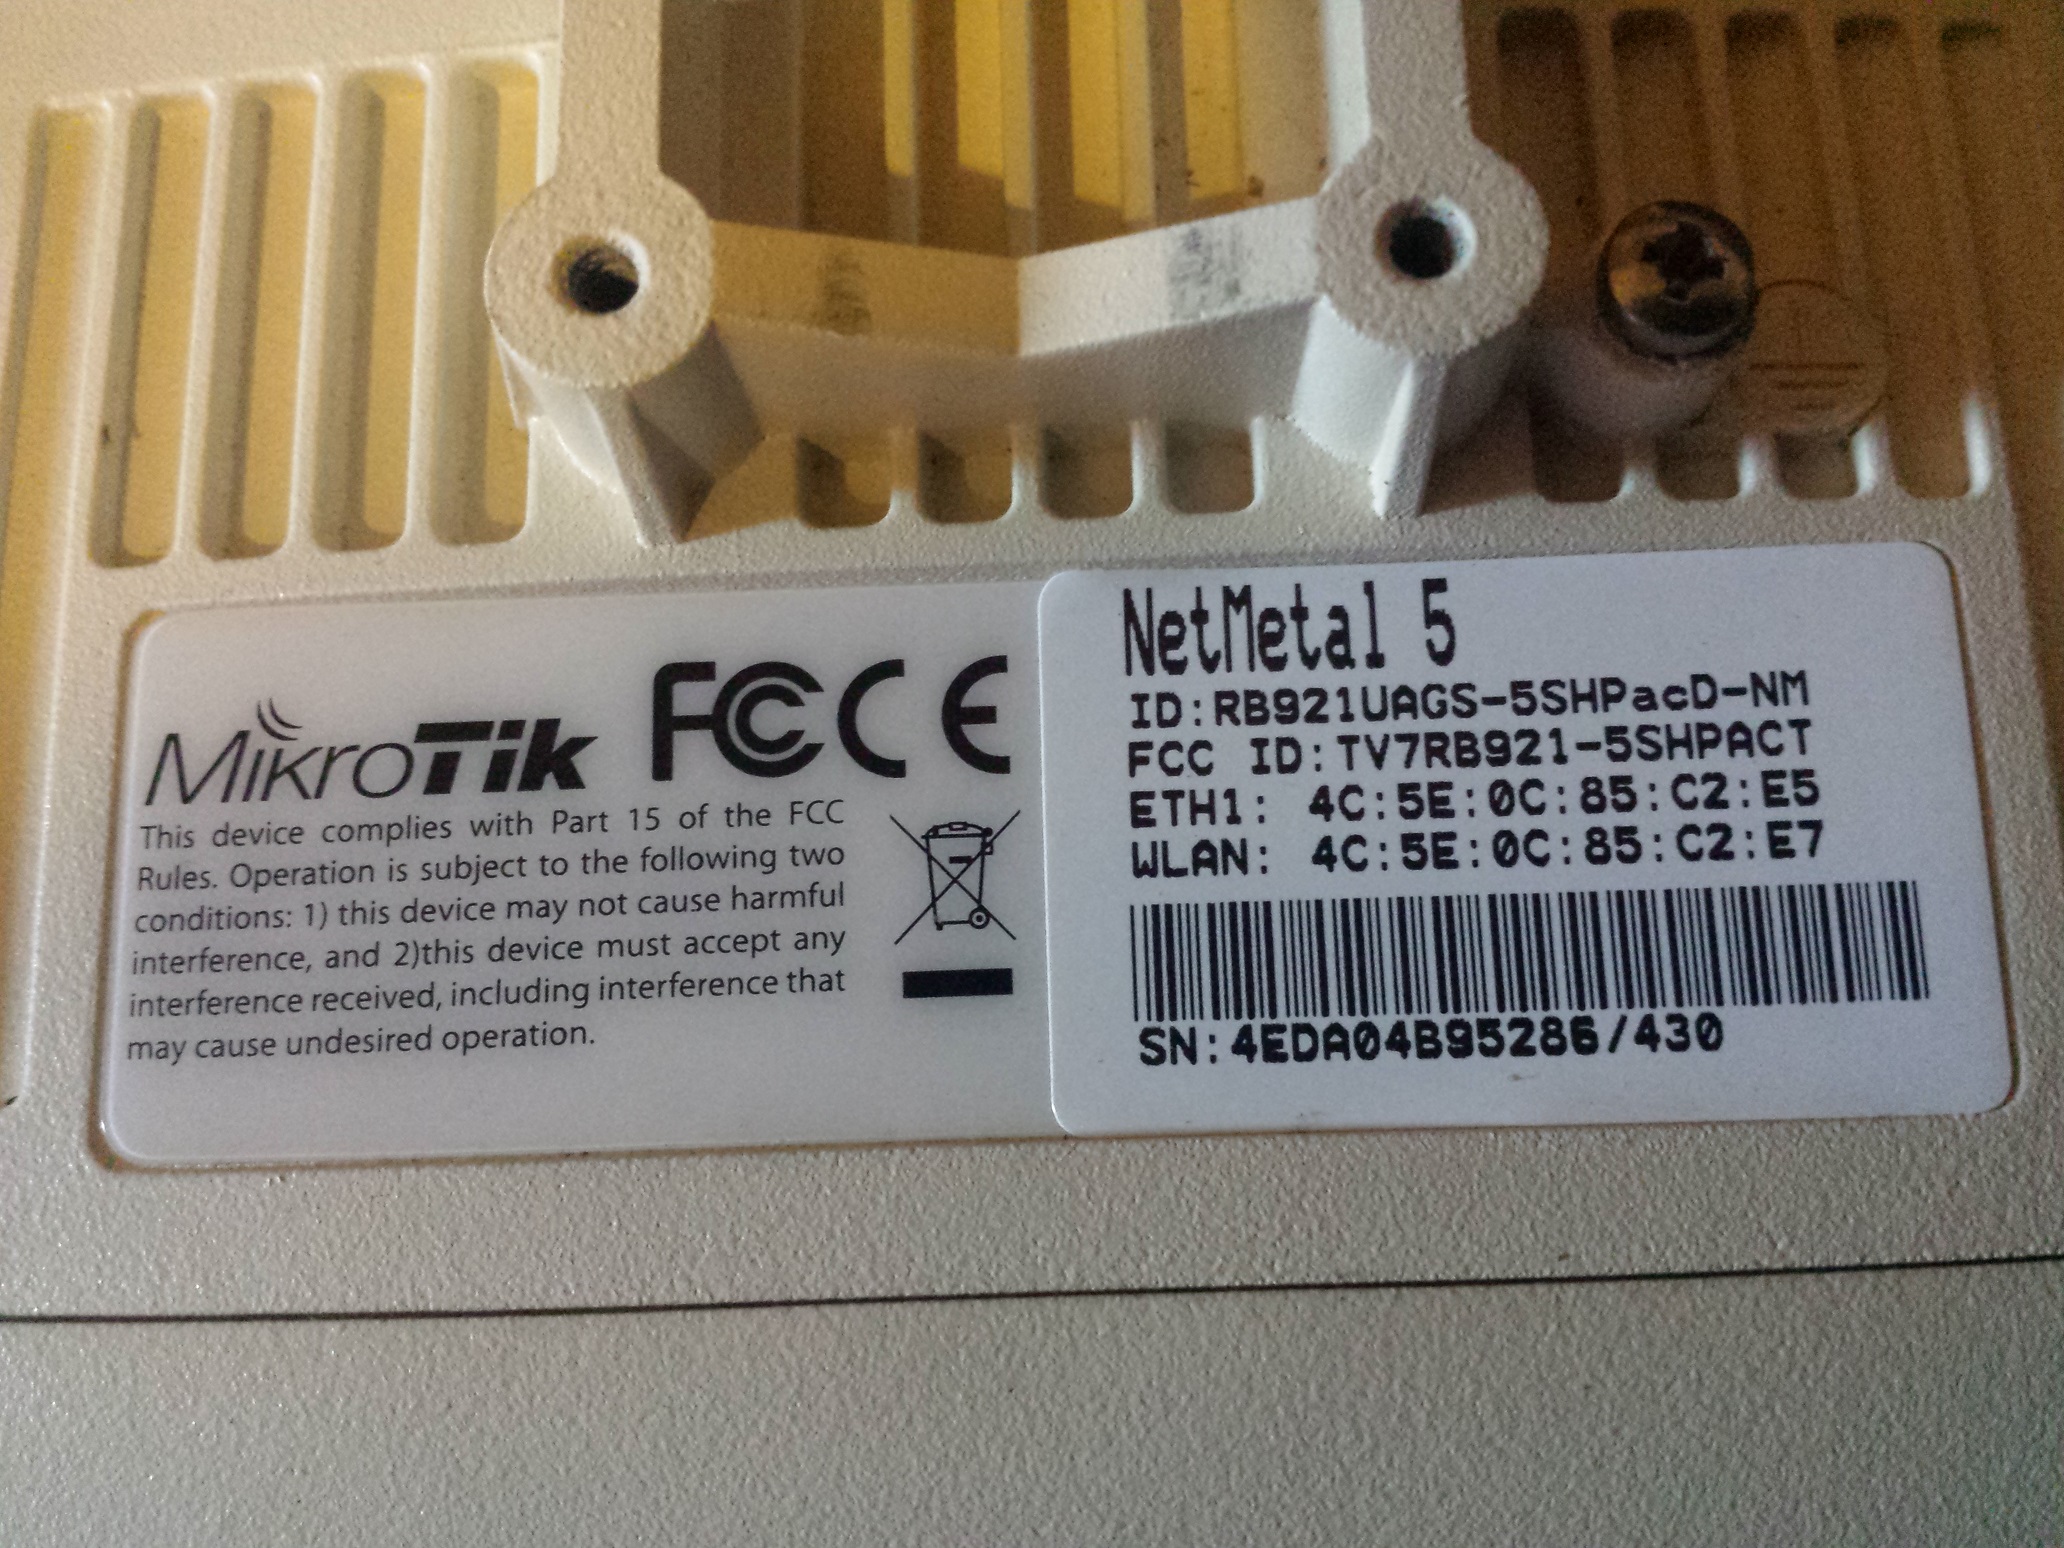 MikroTik FCC CE
This device complies with Part 15 of the FCC
Rules. Operation is subject to the following two
conditions: 1) this device may not cause harmful
interference, and 2)this device must accept any
interference received, including interference that
may cause undesired operation.
NetMetal 5
ID:RB921UAGS-5SHPacD-NM
FCC ID:TV7RB921-5SHPACT
ETH1: 4C:5E:0C:85:C2:E5
WLAN: 4C:5E:0C:85:C2:E7
SN:4EDA04B95286/430